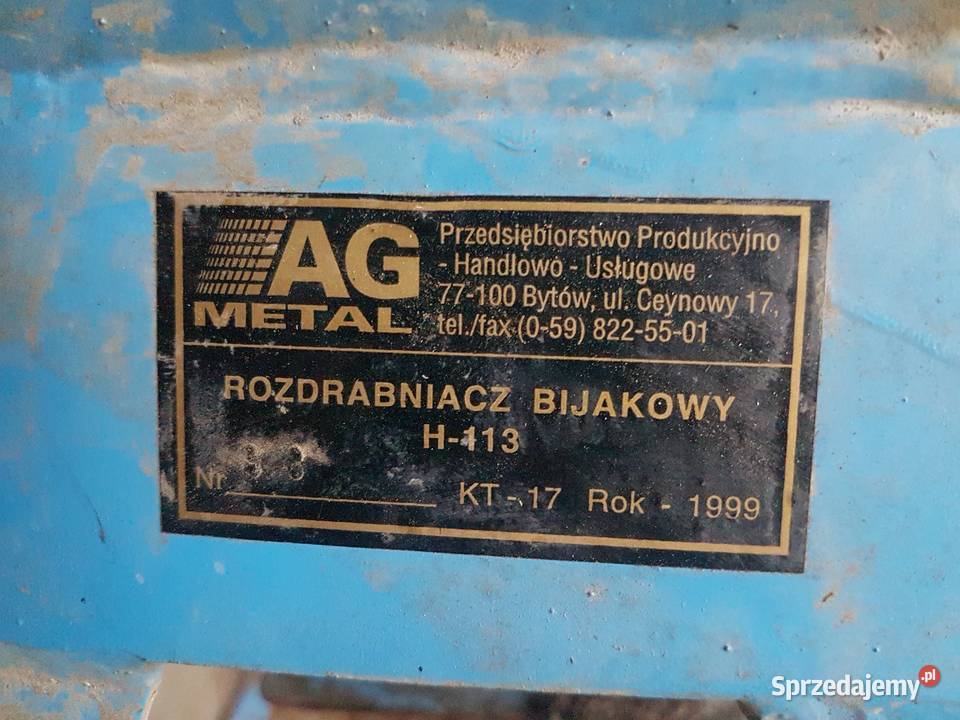 AG
METAL
Przedsiębiorstwo Produkcyjno
- Handlowo - Usługowe
77-100 Bytów, ul. Ceynowy 17,
tel./fax (0-59) 822-55-01
ROZDRABNIACZ BIJAKOWY
H-113
Nr
KT - 17 Rok - 1999
Sprzedajemy.pl